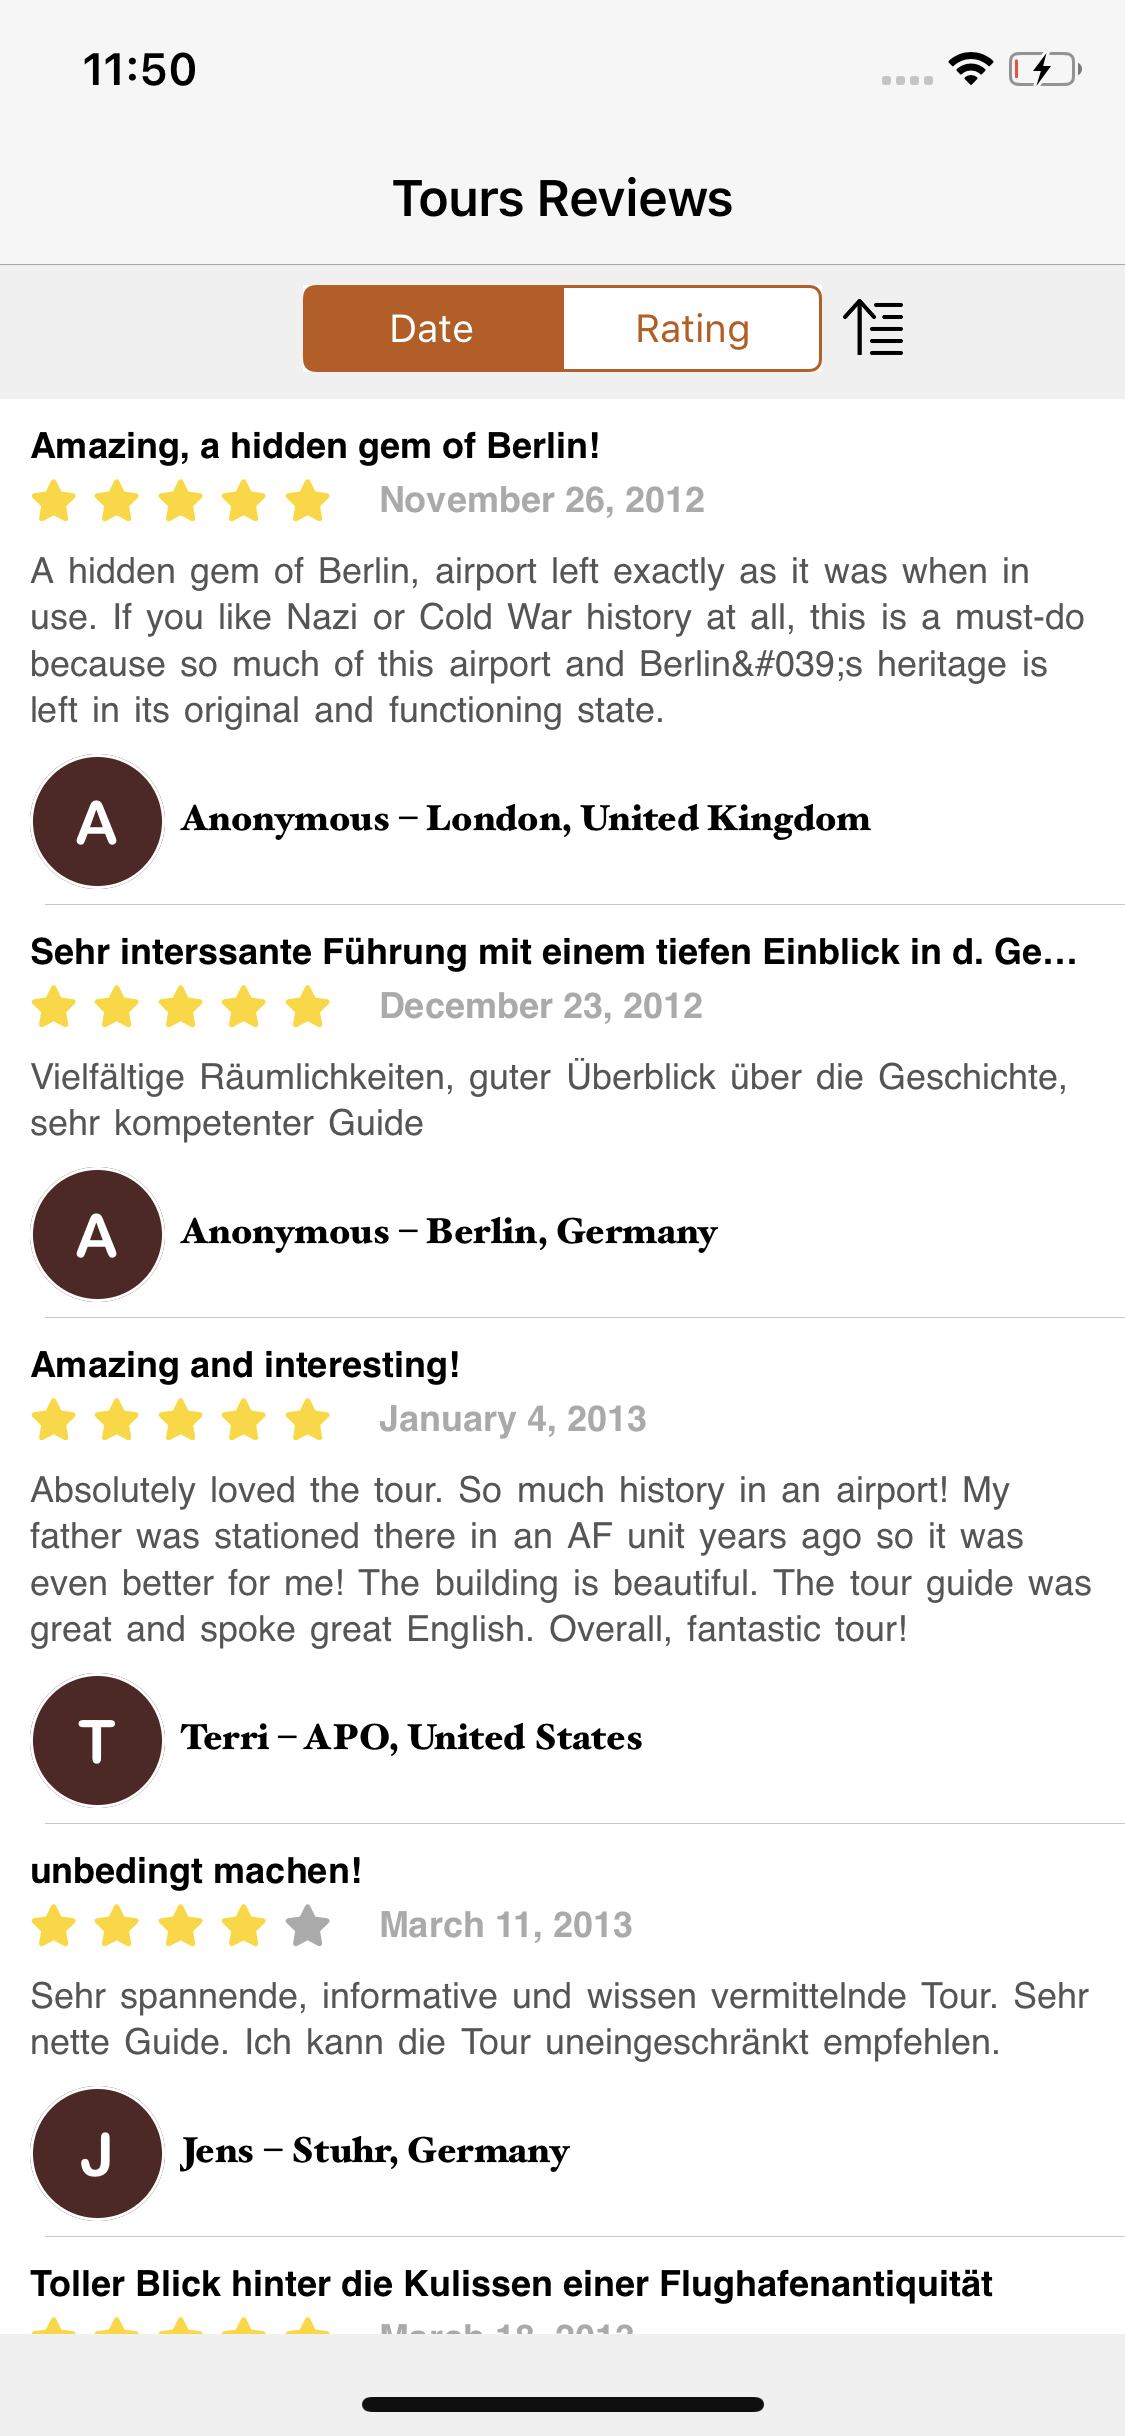 11:50
Tours Reviews
Date
Rating
Amazing, a hidden gem of Berlin!
November 26, 2012
A hidden gem of Berlin, airport left exactly as it was when in
use. If you like Nazi or Cold War history at all, this is a must-do
because so much of this airport and Berlin&#039;s heritage is
left in its original and functioning state.
A
Anonymous – London, United Kingdom
Sehr interssante Führung mit einem tiefen Einblick in d. Ge...
December 23, 2012
Vielfältige Räumlichkeiten, guter Überblick über die Geschichte,
sehr kompetenter Guide
A
Anonymous – Berlin, Germany
Amazing and interesting!
January 4, 2013
Absolutely loved the tour. So much history in an airport! My
father was stationed there in an AF unit years ago so it was
even better for me! The building is beautiful. The tour guide was
great and spoke great English. Overall, fantastic tour!
T
Terri – APO, United States
unbedingt machen!
March 11, 2013
Sehr spannende, informative und wissen vermittelnde Tour. Sehr
nette Guide. Ich kann die Tour uneingeschränkt empfehlen.
J
Jens – Stuhr, Germany
Toller Blick hinter die Kulissen einer Flughafenantiquität
March 18, 2013